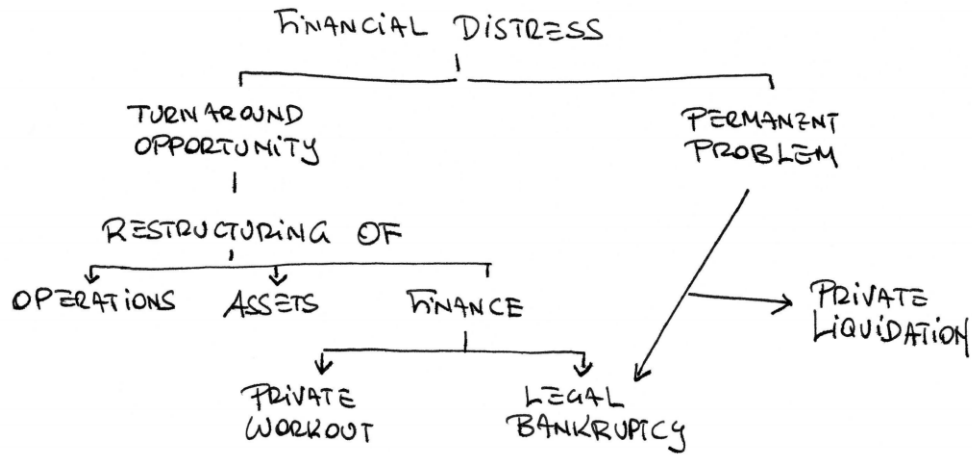 FINANCIAL DISTRESS
TURNAROUND
OPPORTUNITY
PERMANENT
PROBLEM
RESTRUCTURING OF
OPERATIONS
ASSETS
FINANCE
PRIVATE
LIQUIDATION
PRIVATE
WORKOUT
LEGAL
BANKRUPTCY